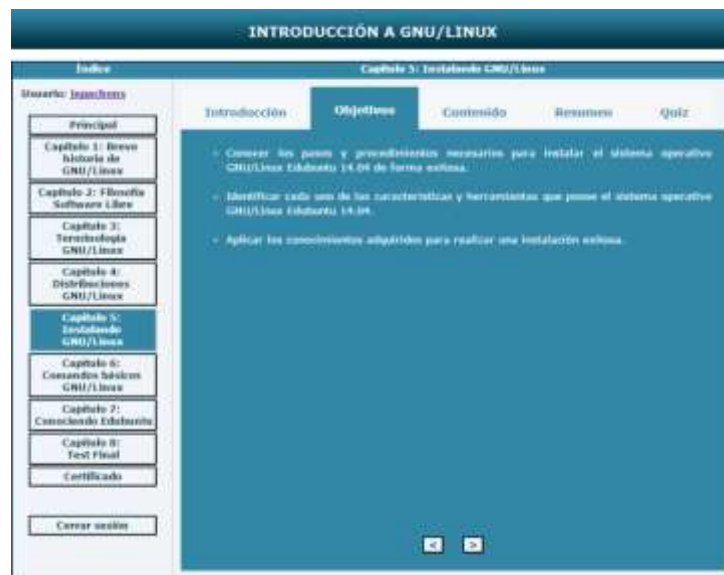 INTRODUCCIÓN A GNU/LINUX
Índice
Capítulo 5: Instalando GNU/Linux
Usuario:
Principal
Capítulo 1: Breve
historia de
GNU/Linux
Capítulo 2: Filosofía
Software Libre
Capítulo 3:
Terminología
GNU/Linux
Capítulo 4:
Distribuciones
GNU/Linux
Capítulo 5:
Instalando
GNU/Linux
Capítulo 6:
Comandos básicos
GNU/Linux
Capítulo 7:
Conociendo Edubuntu
Capítulo 8:
Test Final
Certificado
Cerrar sesión
Introducción
Objetivos
Contenido
Resumen
Quiz
Conocer los pasos y procedimientos necesarios para instalar el sistema operativo
GNU/Linux Edubuntu 14.04 de forma exitosa.
Identificar cada uno de las características y herramientas que posee el sistema operativo
GNU/Linux Edubuntu 14.04.
Aplicar los conocimientos adquiridos para realizar una instalación exitosa.
< >